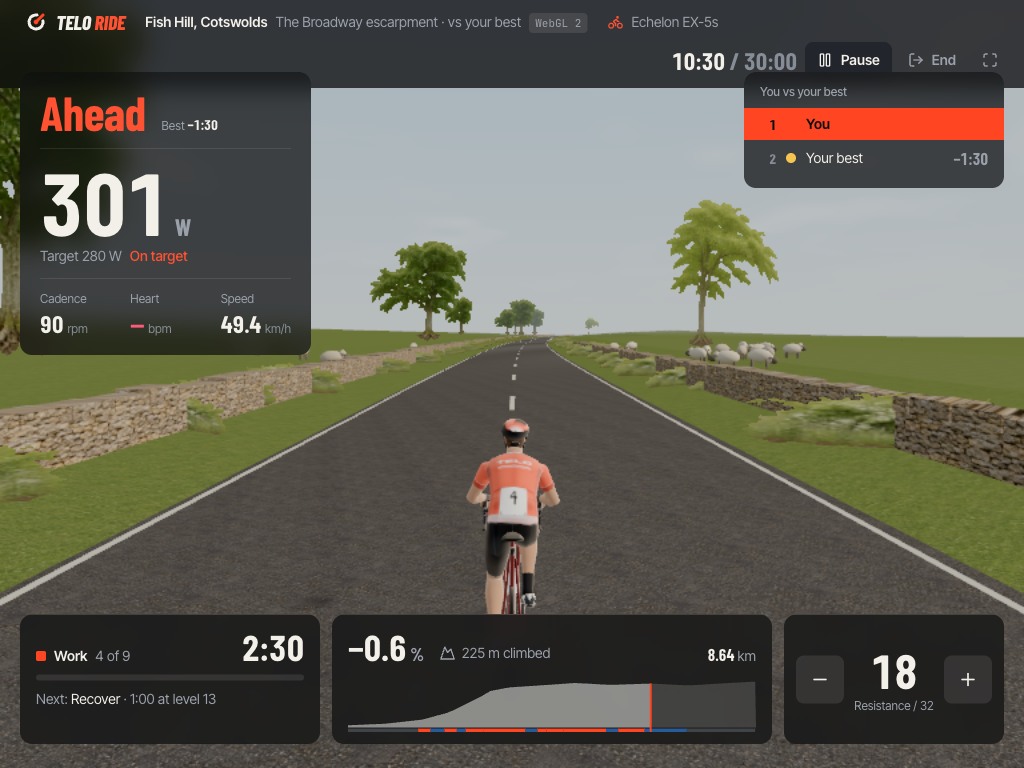 TELO RIDE Fish Hill, Cotswolds The Broadway escarpment · vs your best WebGL 2 Echelon EX-5s
10:30 / 30:00 Pause End
Ahead Best −1:30
301 W
Target 280 W On target
Cadence Heart Speed
90 rpm – bpm 49.4 km/h
You vs your best
1 You
2 Your best −1:30
TELO
4
Work 4 of 9 2:30
Next: Recover · 1:00 at level 13
−0.6 % 225 m climbed 8.64 km
− 18 +
Resistance / 32